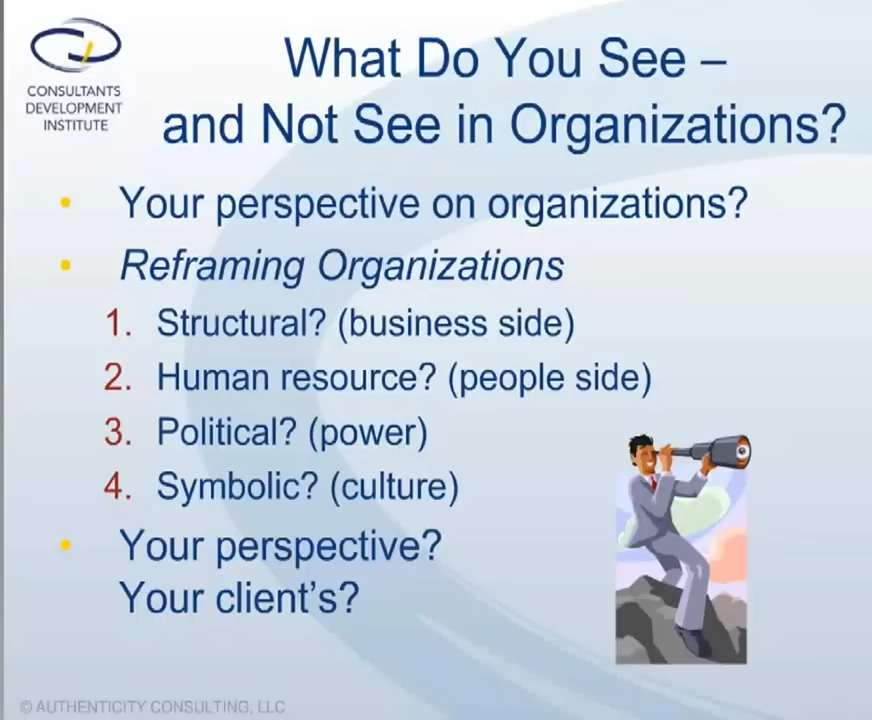 CONSULTANTS
DEVELOPMENT
INSTITUTE
What Do You See –
and Not See in Organizations?
• Your perspective on organizations?
• Reframing Organizations
1. Structural? (business side)
2. Human resource? (people side)
3. Political? (power)
4. Symbolic? (culture)
• Your perspective?
Your client’s?
© AUTHENTICITY CONSULTING, LLC